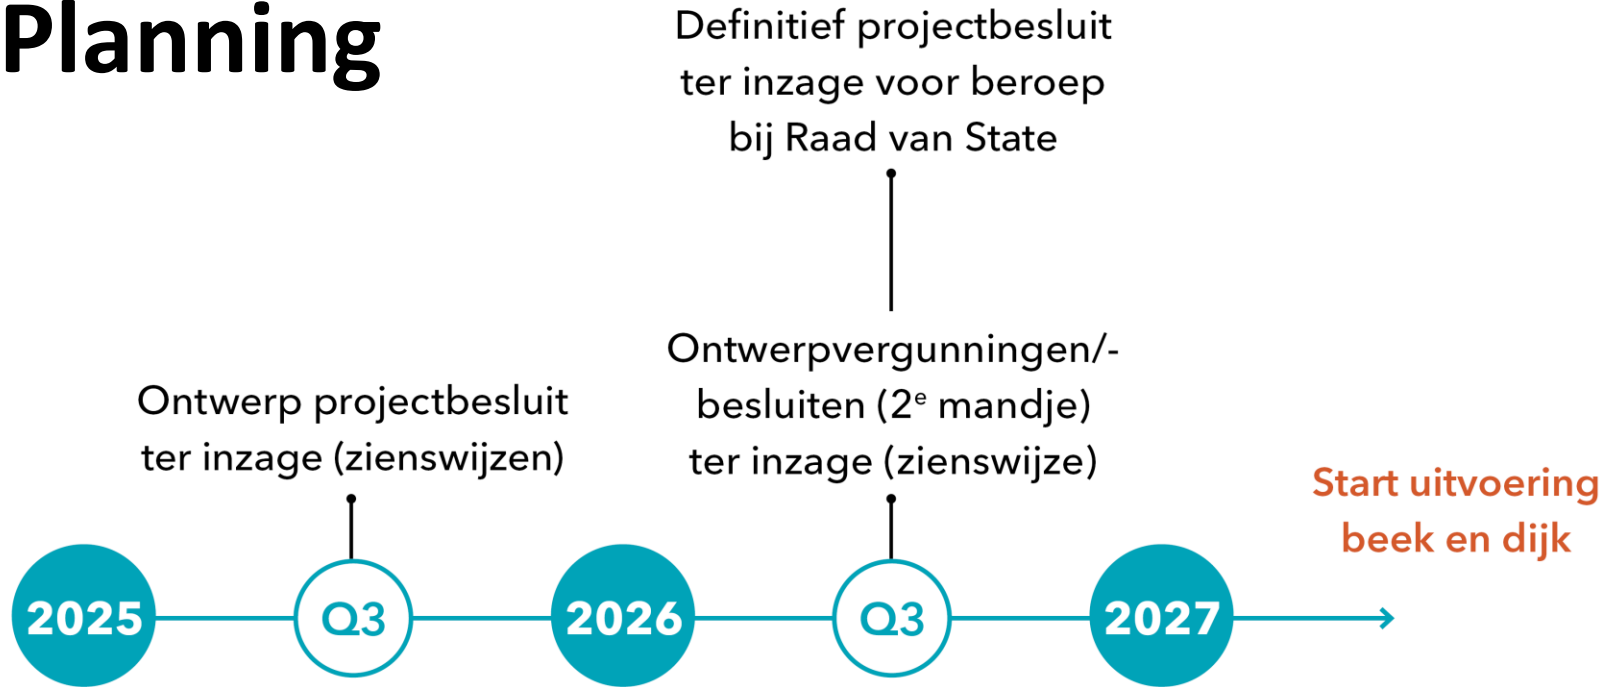 Planning
Definitief projectbesluit
ter inzage voor beroep
bij Raad van State
Ontwerpvergunningen/-
besluiten (2e mandje)
ter inzage (zienswijze)
Ontwerp projectbesluit
ter inzage (zienswijzen)
Start uitvoering
beek en dijk
2025
Q3
2026
Q3
2027